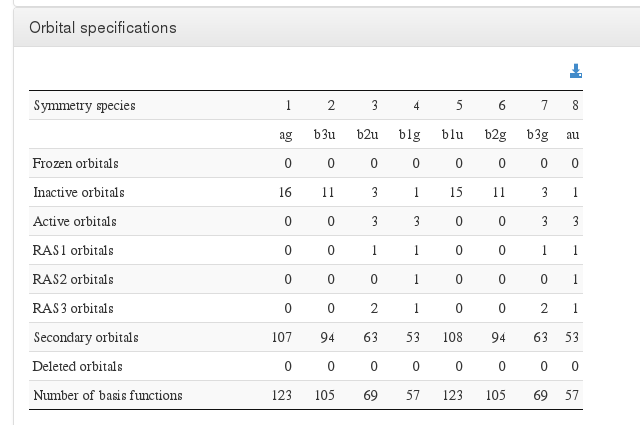 Orbital specifications
Symmetry species 1 2 3 4 5 6 7 8
ag b3u b2u b1g b1u b2g b3g au
Frozen orbitals 0 0 0 0 0 0 0 0
Inactive orbitals 16 11 3 1 15 11 3 1
Active orbitals 0 0 3 3 0 0 3 3
RAS1 orbitals 0 0 1 1 0 0 1 1
RAS2 orbitals 0 0 0 1 0 0 0 1
RAS3 orbitals 0 0 2 1 0 0 2 1
Secondary orbitals 107 94 63 53 108 94 63 53
Deleted orbitals 0 0 0 0 0 0 0 0
Number of basis functions 123 105 69 57 123 105 69 57